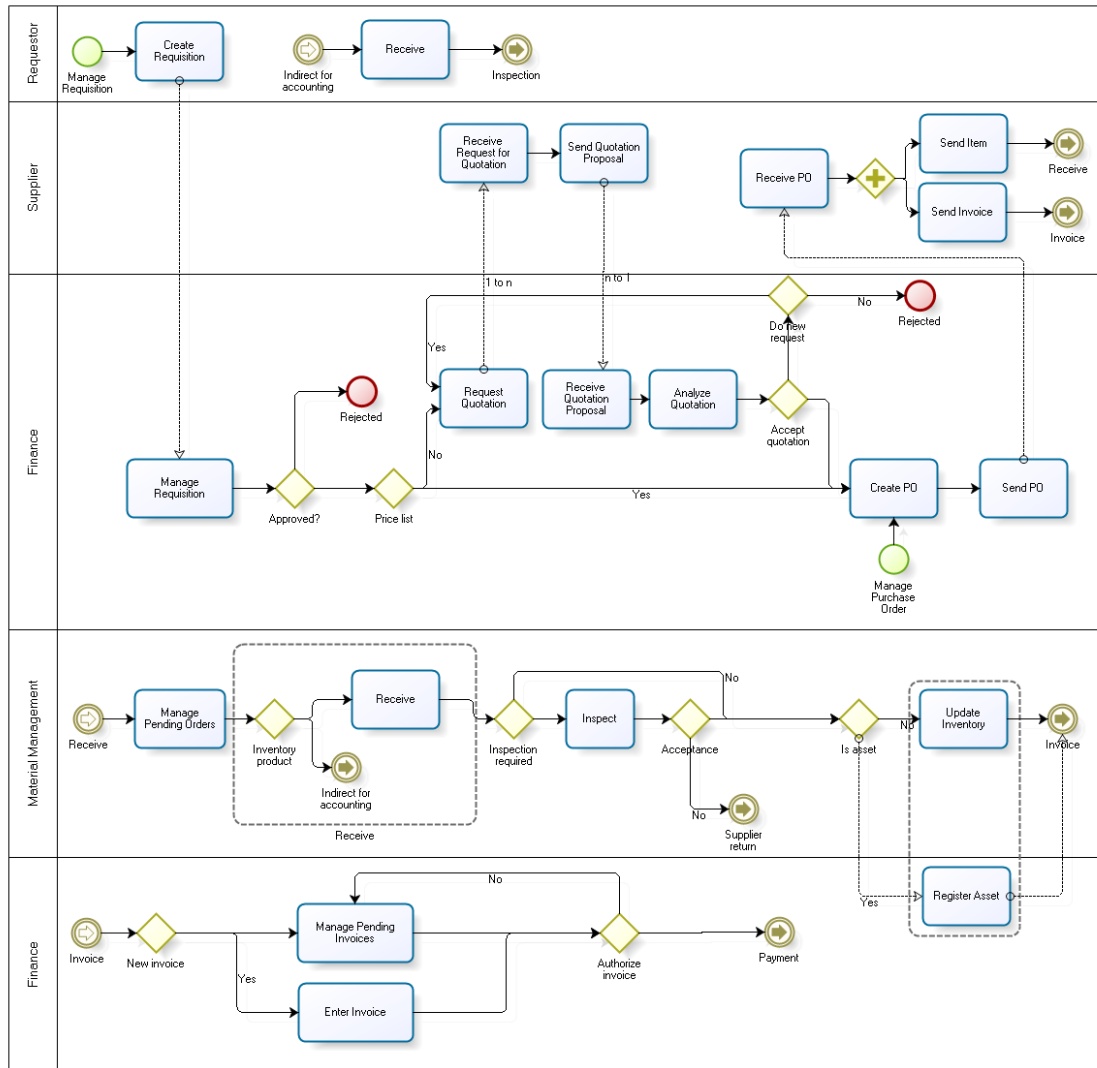 Requestor
Create
Requisition
Manage
Requisition
Indirect for
accounting
Receive
Inspection
Supplier
Receive
Request for
Quotation
Send Quotation
Proposal
Receive PO
Send Item
Receive
Send Invoice
Invoice
Finance
1 to n
n to 1
Do new
request
No
Rejected
Yes
Request
Quotation
Receive
Quotation
Proposal
Analyze
Quotation
Accept
quotation
Rejected
No
Manage
Requisition
Approved?
Price list
Yes
Create PO
Send PO
Manage
Purchase
Order
Material Management
Receive
Manage
Pending Orders
Inventory
product
Receive
Indirect for
accounting
Receive
Inspection
required
No
Inspect
Acceptance
No
Supplier
return
Is asset
No
Update
Inventory
Invoice
Yes
Register Asset
Finance
Invoice
New invoice
Yes
No
Manage Pending
Invoices
Enter Invoice
Authorize
invoice
Payment